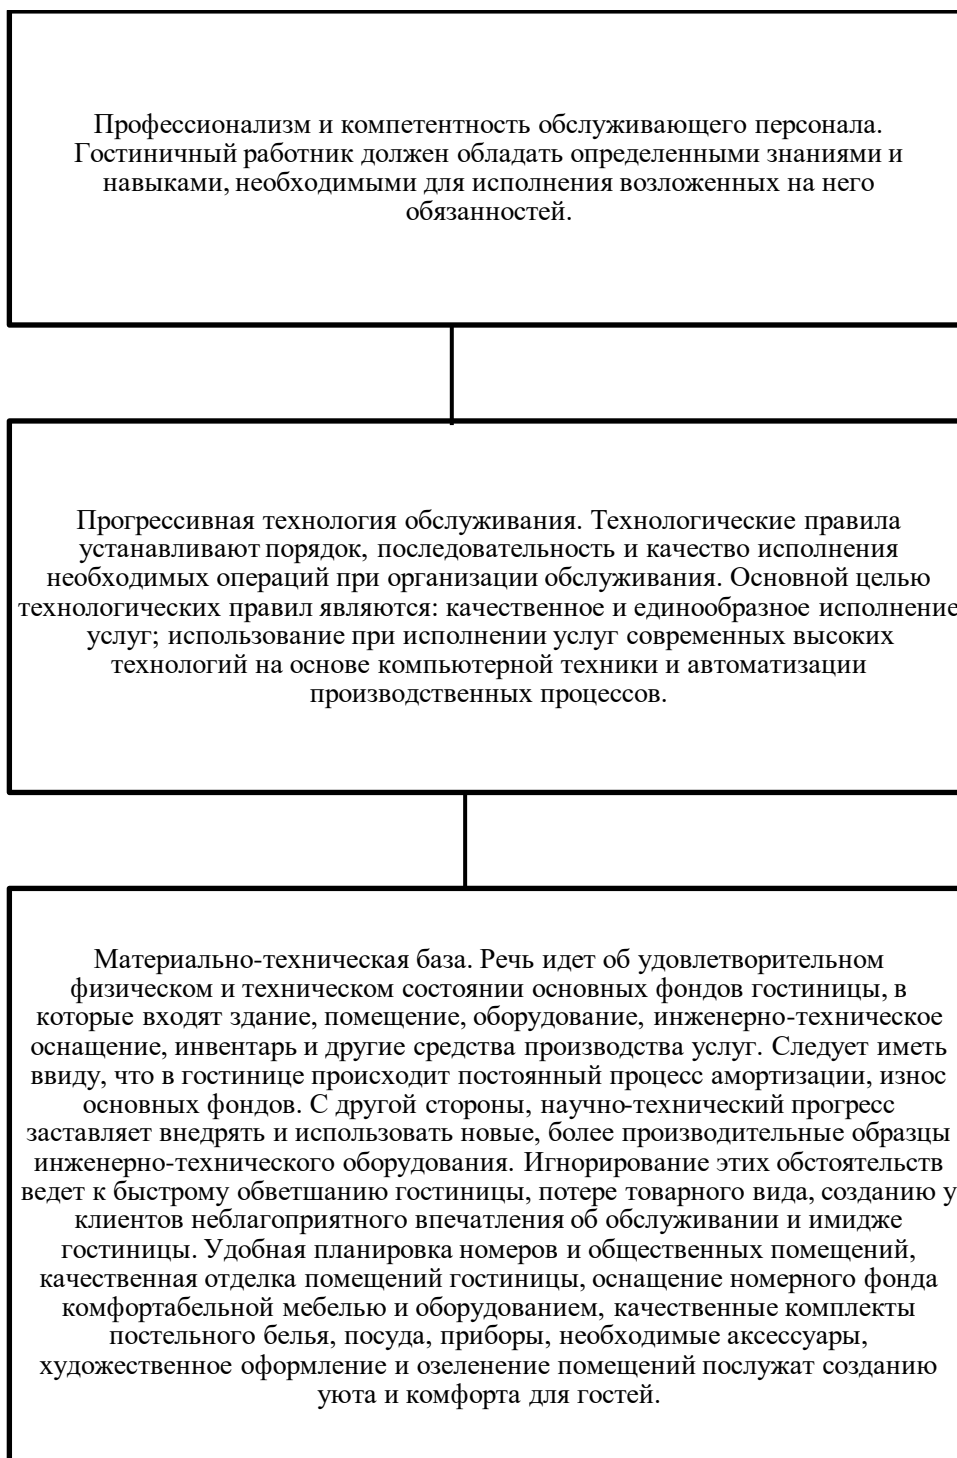 Профессионализм и компетентность обслуживающего персонала.
Гостиничный работник должен обладать определенными знаниями и
навыками, необходимыми для исполнения возложенных на него
обязанностей.
Прогрессивная технология обслуживания. Технологические правила
устанавливают порядок, последовательность и качество исполнения
необходимых операций при организации обслуживания. Основной целью
технологических правил являются: качественное и единообразное исполнение
услуг; использование при исполнении услуг современных высоких
технологий на основе компьютерной техники и автоматизации
производственных процессов.
Материально-техническая база. Речь идет об удовлетворительном
физическом и техническом состоянии основных фондов гостиницы, в
которые входят здание, помещение, оборудование, инженерно-техническое
оснащение, инвентарь и другие средства производства услуг. Следует иметь
ввиду, что в гостинице происходит постоянный процесс амортизации, износ
основных фондов. С другой стороны, научно-технический прогресс
заставляет внедрять и использовать новые, более производительные образцы
инженерно-технического оборудования. Игнорирование этих обстоятельств
ведет к быстрому обветшанию гостиницы, потере товарного вида, созданию у
клиентов неблагоприятного впечатления об обслуживании и имидже
гостиницы. Удобная планировка номеров и общественных помещений,
качественная отделка помещений гостиницы, оснащение номерного фонда
комфортабельной мебелью и оборудованием, качественные комплекты
постельного белья, посуда, приборы, необходимые аксессуары,
художественное оформление и озеленение помещений послужат созданию
уюта и комфорта для гостей.